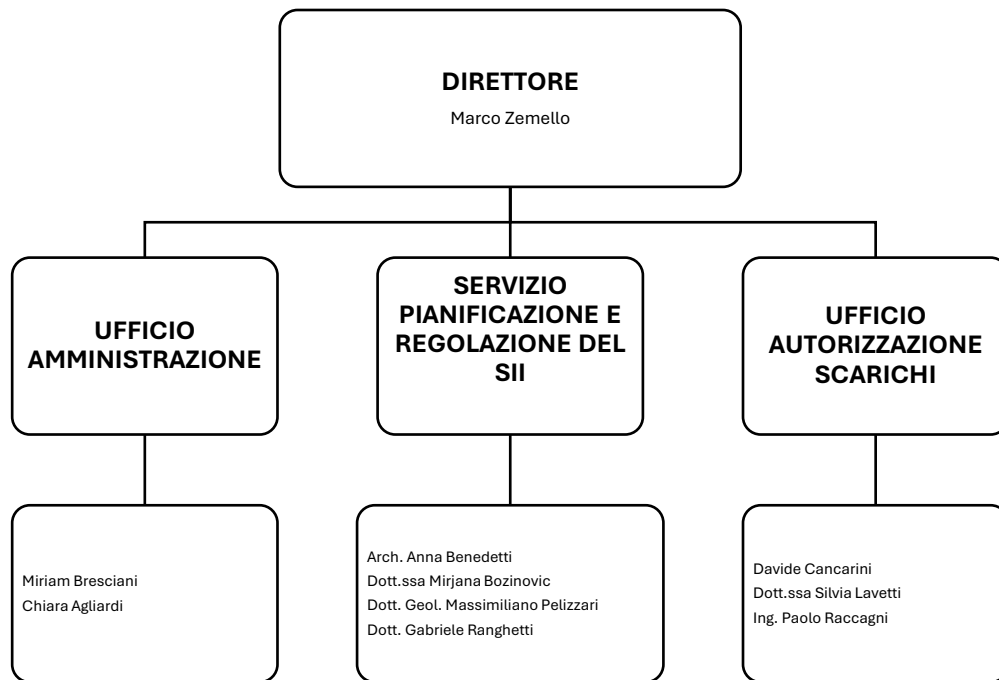 DIRETTORE
Marco Zemello
UFFICIO
AMMINISTRAZIONE
SERVIZIO
PIANIFICAZIONE E
REGOLAZIONE DEL
SII
UFFICIO
AUTORIZZAZIONE
SCARICHI
Miriam Bresciani
Chiara Agliardi
Arch. Anna Benedetti
Dott.ssa Mirjana Bozinovic
Dott. Geol. Massimiliano Pelizzari
Dott. Gabriele Ranghetti
Davide Cancarini
Dott.ssa Silvia Lavetti
Ing. Paolo Raccagni